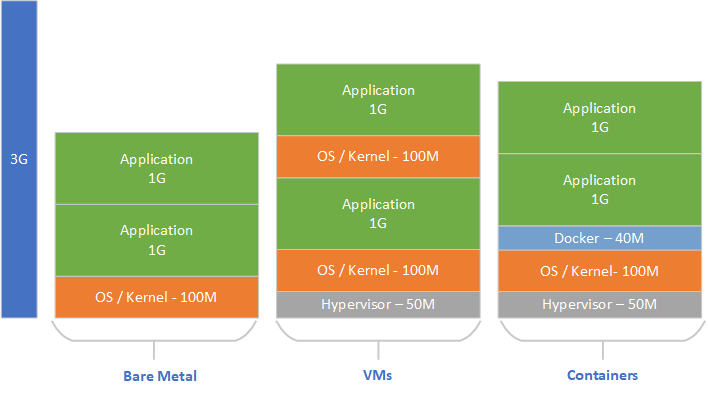 3G
Application
1G
Application
1G
OS / Kernel - 100M
Bare Metal
Application
1G
OS / Kernel - 100M
Application
1G
OS / Kernel - 100M
Hypervisor – 50M
VMs
Application
1G
Application
1G
Docker – 40M
OS / Kernel- 100M
Hypervisor – 50M
Containers